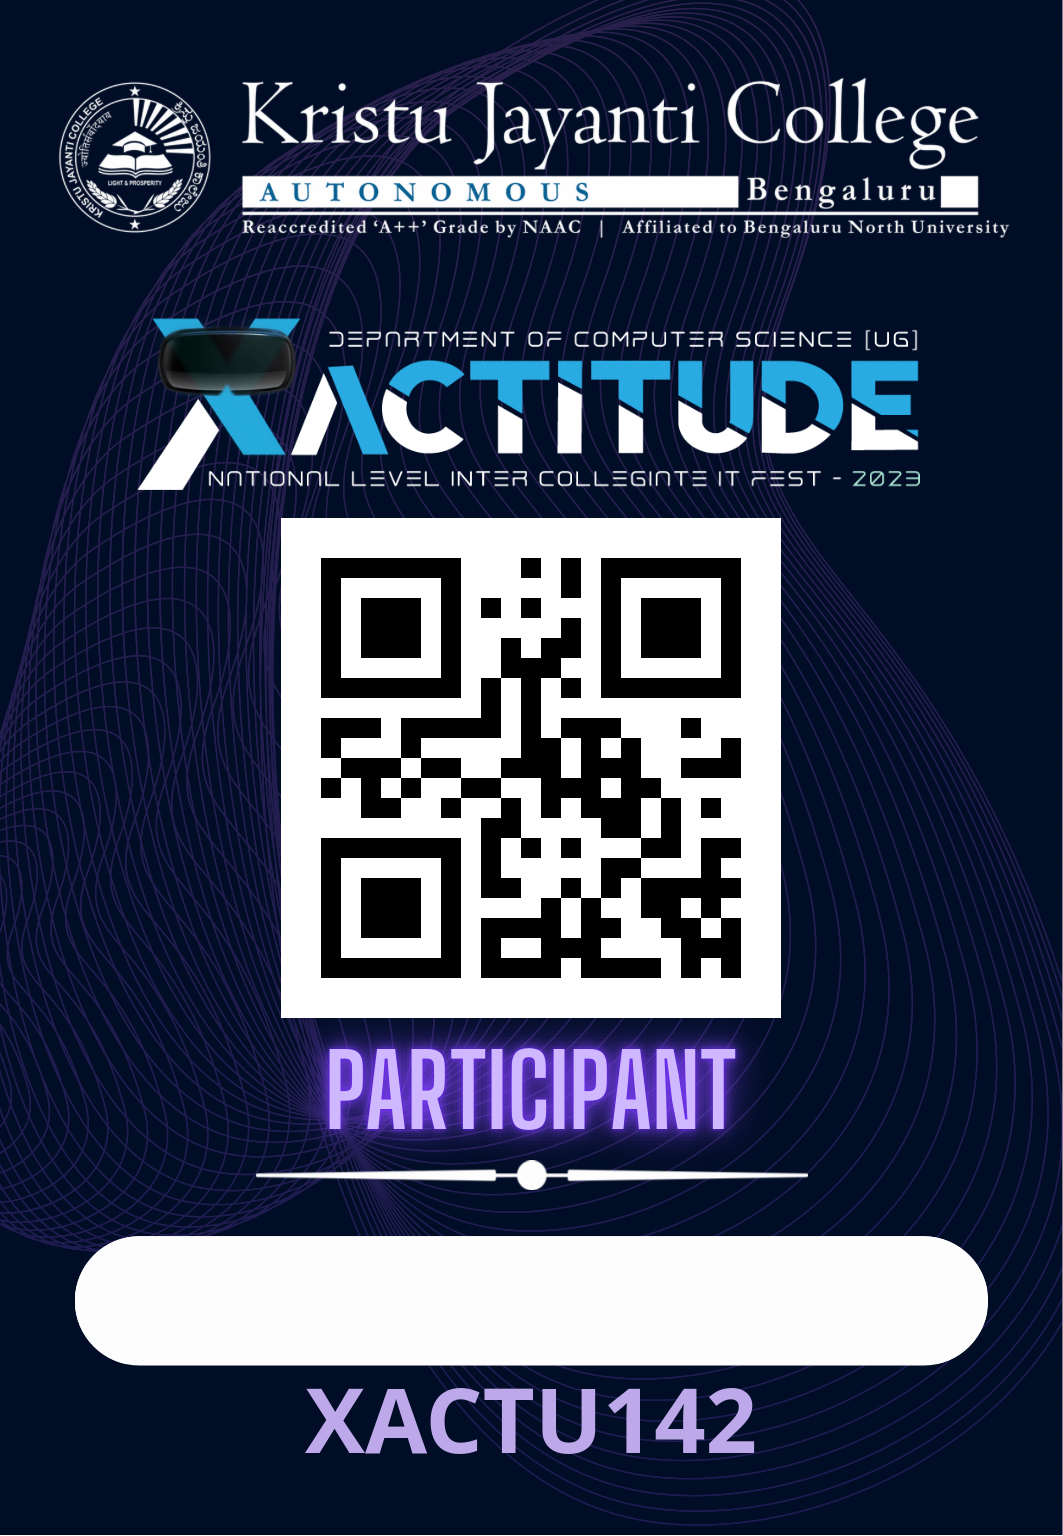 Kristu Jayanti College
AUTONOMOUS Bengaluru
Reaccredited ‘A++’ Grade by NAAC | Affiliated to Bengaluru North University
KRISTU JAYANTI COLLEGE
LIGHT & PROSPERITY
DEPARTMENT OF COMPUTER SCIENCE [UG]
XACTITUDE
NATIONAL LEVEL INTER COLLEGIATE IT FEST - 2023
PARTICIPANT
XACTU142